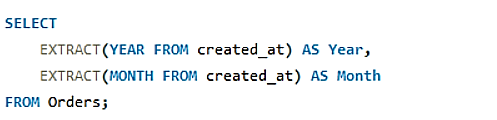 SELECT
    EXTRACT(YEAR FROM created_at) AS Year,
    EXTRACT(MONTH FROM created_at) AS Month
FROM Orders;